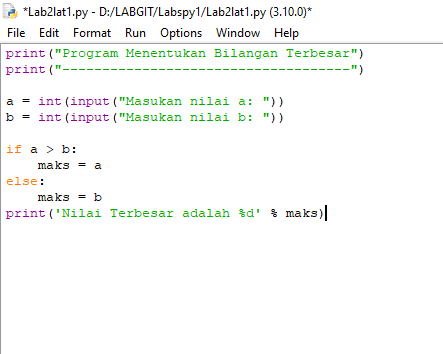 *Lab2lat1.py - D:/LABGIT/Labspy1/Lab2lat1.py (3.10.0)*
File Edit Format Run Options Window Help
print("Program Menentukan Bilangan Terbesar")
print("------------------------------------")
a = int(input("Masukan nilai a: "))
b = int(input("Masukan nilai b: "))
if a > b:
    maks = a
else:
    maks = b
print('Nilai Terbesar adalah %d' % maks)